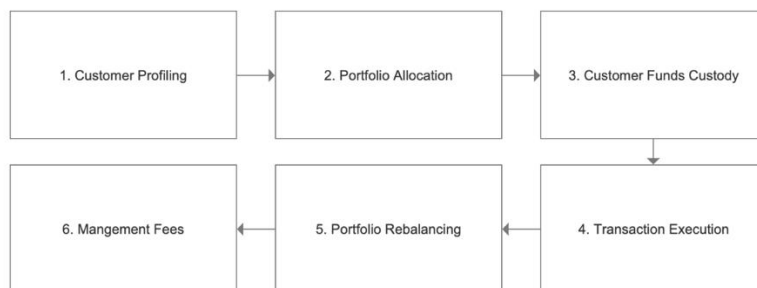 1. Customer Profiling
2. Portfolio Allocation
3. Customer Funds Custody
4. Transaction Execution
5. Portfolio Rebalancing
6. Mangement Fees